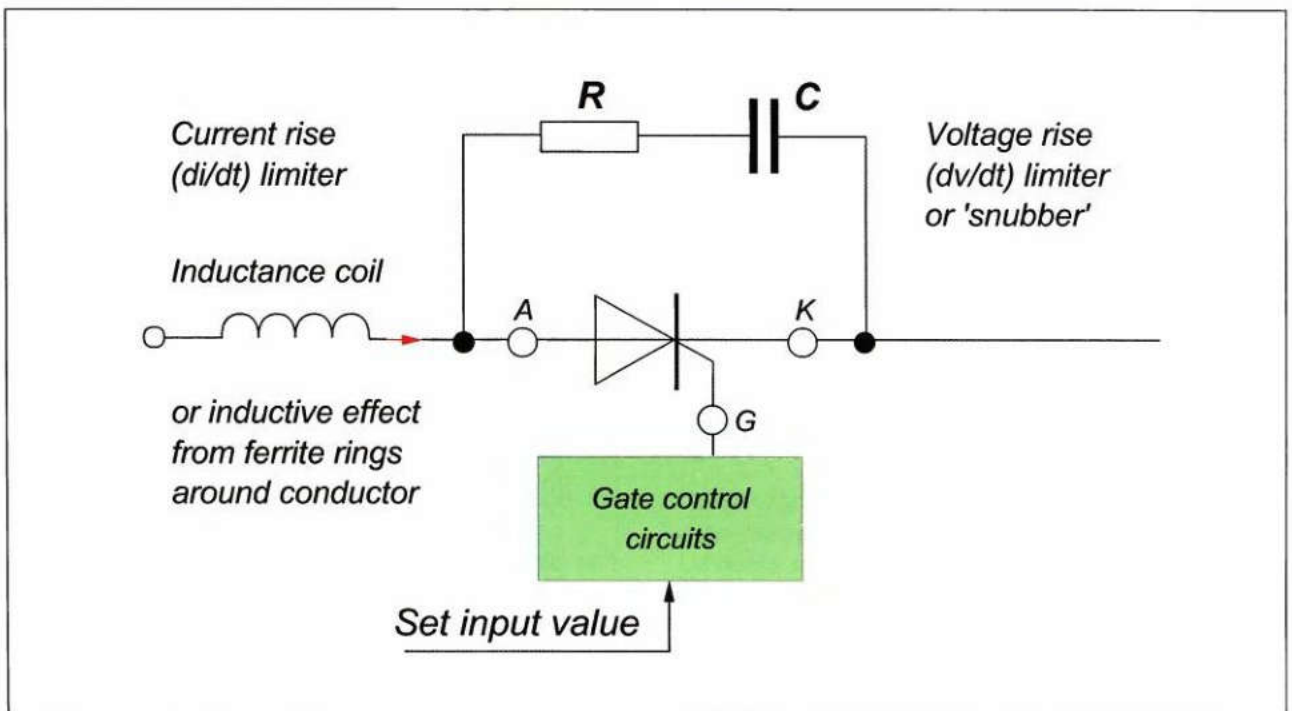 R
C
Current rise
(di/dt) limiter
Voltage rise
(dv/dt) limiter
or 'snubber'
Inductance coil
A
K
or inductive effect
from ferrite rings
around conductor
G
Gate control
circuits
Set input value